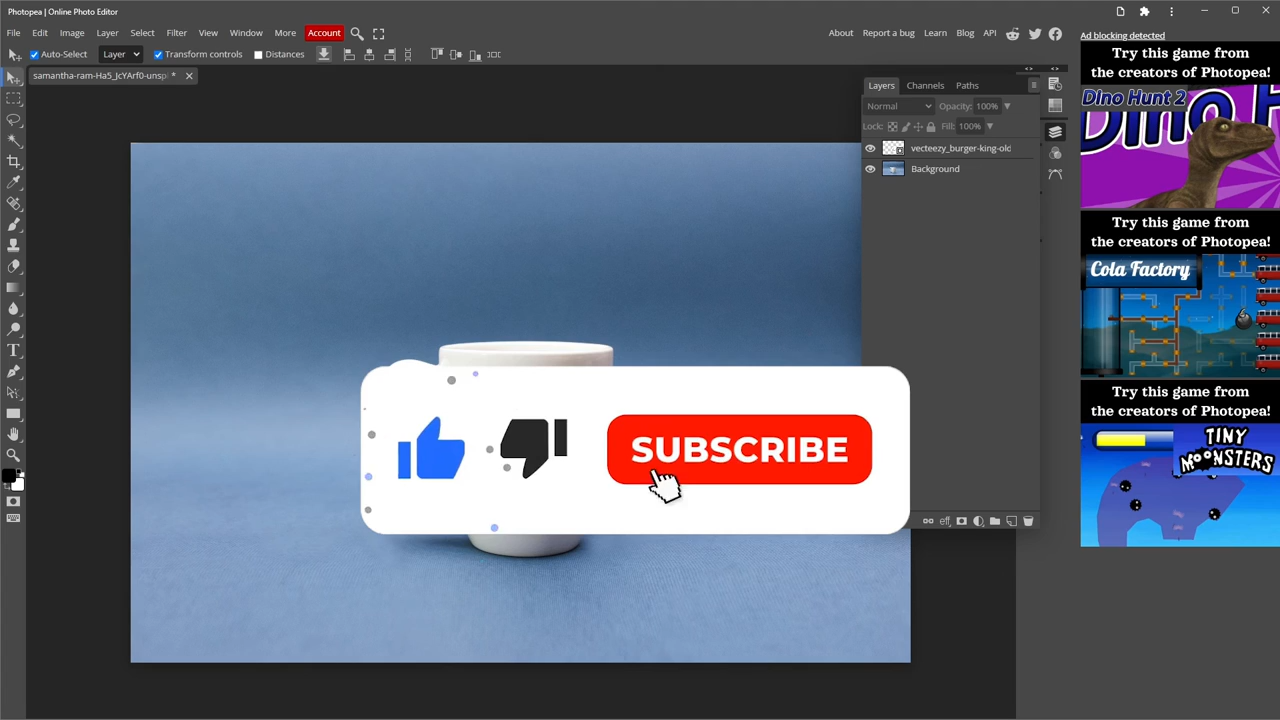 Photopea | Online Photo Editor
File Edit Image Layer Select Filter View Window More Account
About Report a bug Learn Blog API
Ad blocking detected
Auto-Select Layer Transform controls Distances
samantha-ram-Ha5_JcYArf0-unsp *
Layers Channels Paths
Normal Opacity: 100%
Lock: Fill: 100%
vecteezy_burger-king-old
Background
eff
SUBSCRIBE
Try this game from
the creators of Photopea!
Dino Hunt 2
Try this game from
the creators of Photopea!
Cola Factory
Try this game from
the creators of Photopea!
TINY
MOONSTERS